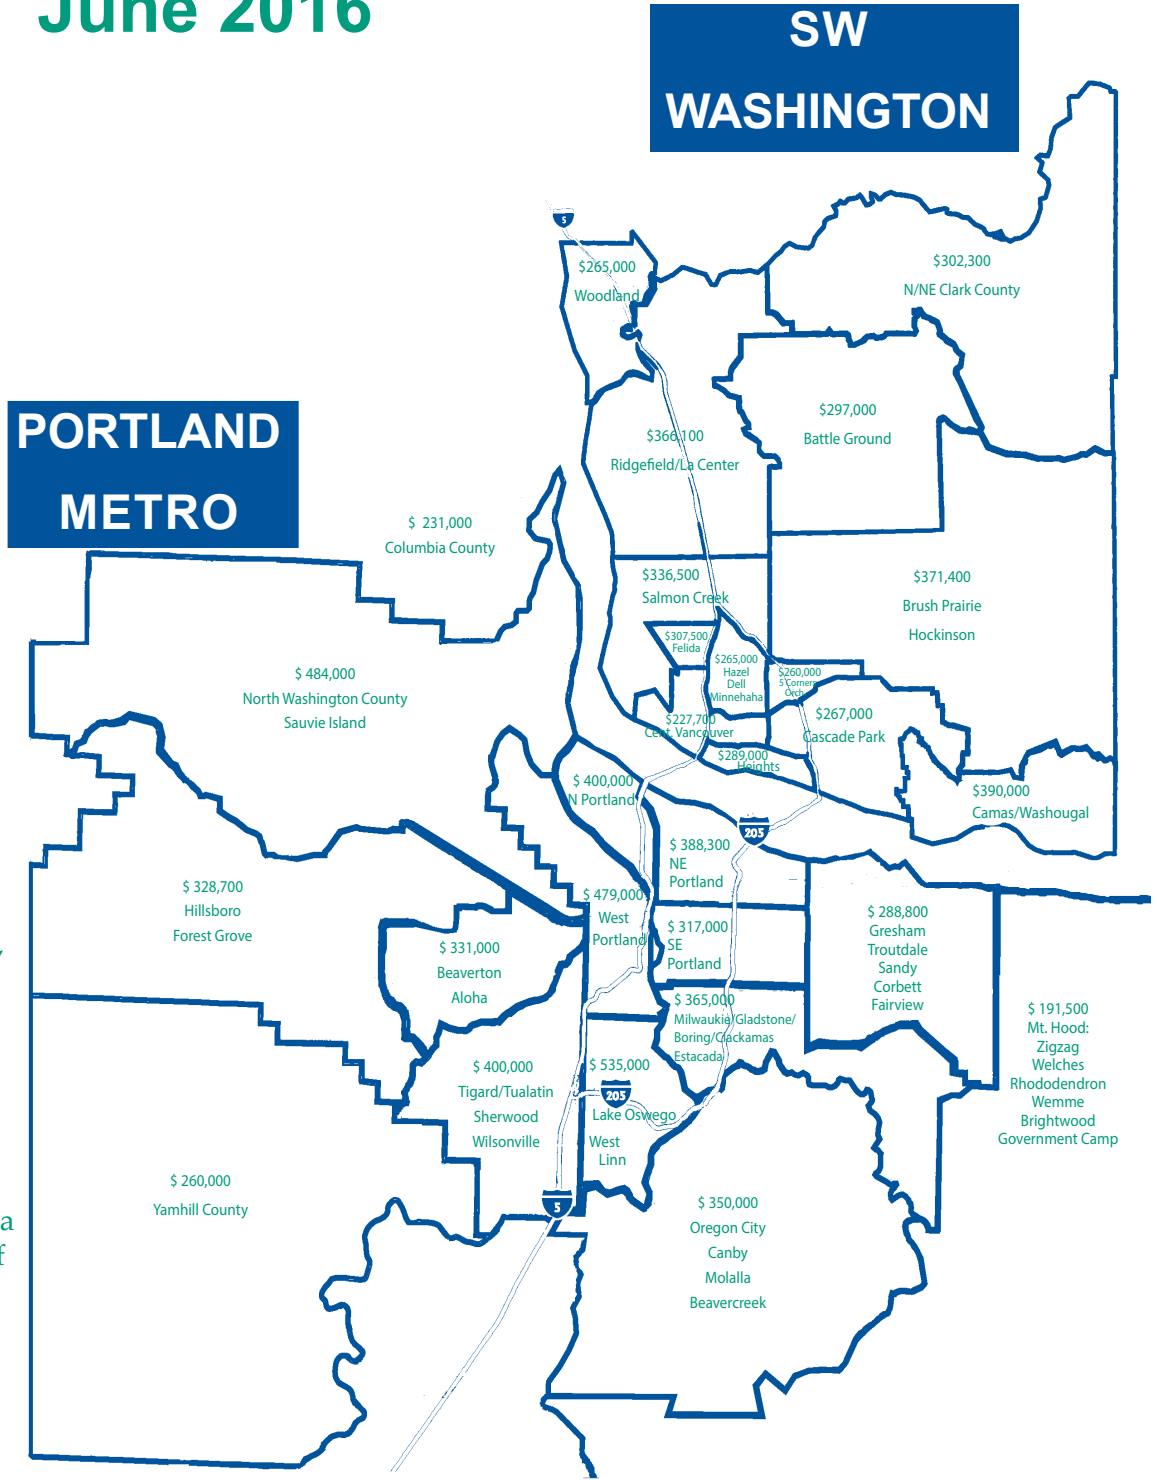 June 2016
SW
WASHINGTON
5
$265,000
Woodland
$302,300
N/NE Clark County
$297,000
Battle Ground
$366,100
Ridgefield/La Center
PORTLAND
METRO
$ 231,000
Columbia County
$336,500
Salmon Creek
$371,400
Brush Prairie
Hockinson
$307,500
Felida
$265,000
Hazel
Dell
Minnehaha
$260,000
5 Corners
Orch.
$ 484,000
North Washington County
Sauvie Island
$227,700
Cent. Vancouver
$267,000
Cascade Park
$289,000
Heights
$ 400,000
N Portland
$390,000
Camas/Washougal
205
$ 388,300
NE
Portland
$ 328,700
Hillsboro
Forest Grove
$ 479,000
West
Portland
$ 317,000
SE
Portland
$ 288,800
Gresham
Troutdale
Sandy
Corbett
Fairview
$ 331,000
Beaverton
Aloha
$ 365,000
Milwaukie/Gladstone/
Boring/Clackamas
Estacada
$ 191,500
Mt. Hood:
Zigzag
Welches
Rhododendron
Wemme
Brightwood
Government Camp
$ 400,000
Tigard/Tualatin
Sherwood
Wilsonville
$ 535,000
205
Lake Oswego
West
Linn
$ 260,000
Yamhill County
5
$ 350,000
Oregon City
Canby
Molalla
Beavercreek
a
f